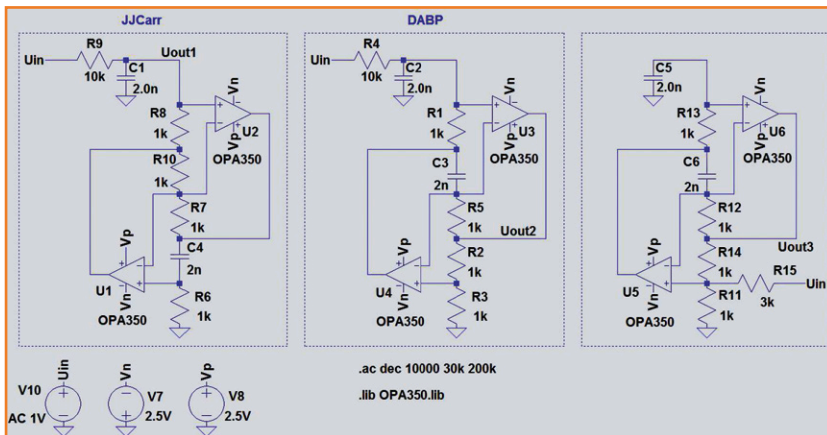 JJCarr
R9
Uin
10k
C1
2.0n
Uout1
Vn
U2
Vp
OPA350
R8
1k
R10
1k
R7
1k
C4
2n
Vp
U1
Vn
OPA350
R6
1k
DABP
R4
Uin
10k
C2
2.0n
Vn
U3
Vp
OPA350
R1
1k
C3
2n
R5
1k
Uout2
R2
1k
Vp
U4
Vn
OPA350
R3
1k
C5
2.0n
Vn
U6
Vp
OPA350
R13
1k
C6
2n
R12
1k
Uout3
R14
1k
R15
3k
Uin
Vp
U5
Vn
OPA350
R11
1k
V10
Uin
AC 1V
Vn
V7
2.5V
Vp
V8
2.5V
.ac dec 10000 30k 200k
.lib OPA350.lib